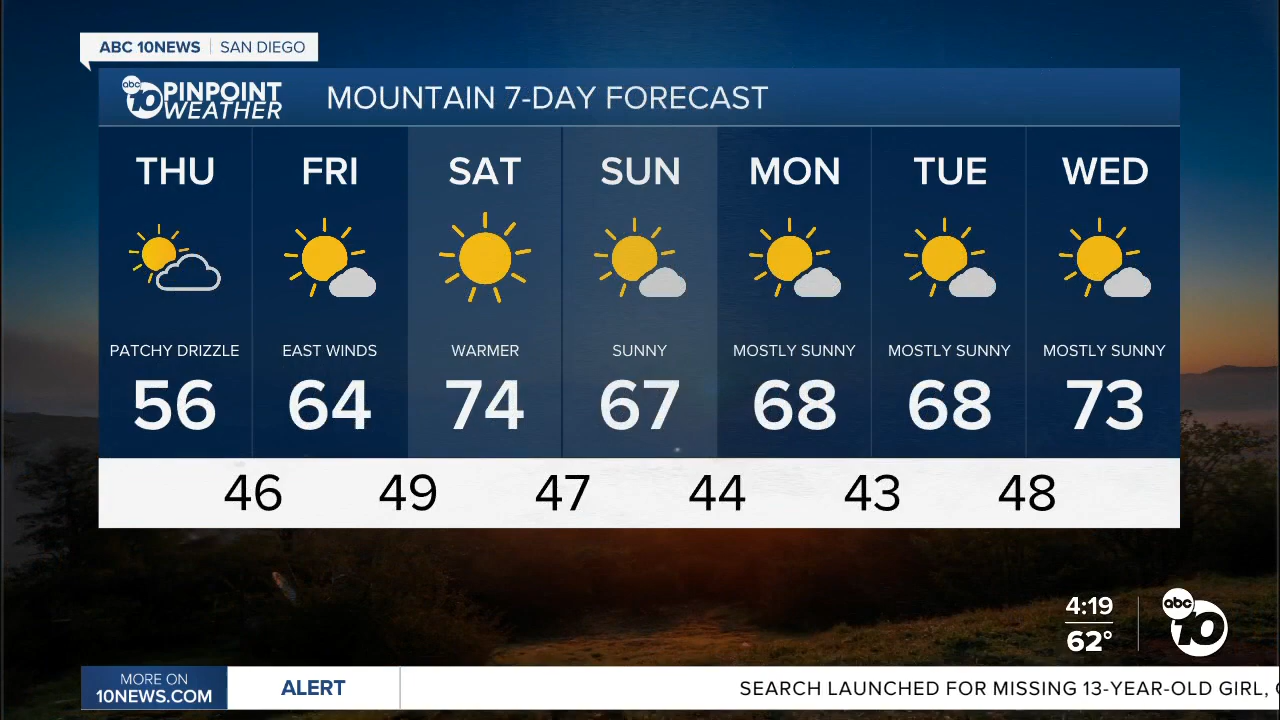 ABC 10NEWS | SAN DIEGO
abc 10 PINPOINT WEATHER
MOUNTAIN 7-DAY FORECAST
THU FRI SAT SUN MON TUE WED
PATCHY DRIZZLE EAST WINDS WARMER SUNNY MOSTLY SUNNY MOSTLY SUNNY MOSTLY SUNNY
56 64 74 67 68 68 73
46 49 47 44 43 48
4:19
62°
abc 10
MORE ON
10NEWS.COM
ALERT
SEARCH LAUNCHED FOR MISSING 13-YEAR-OLD GIRL,